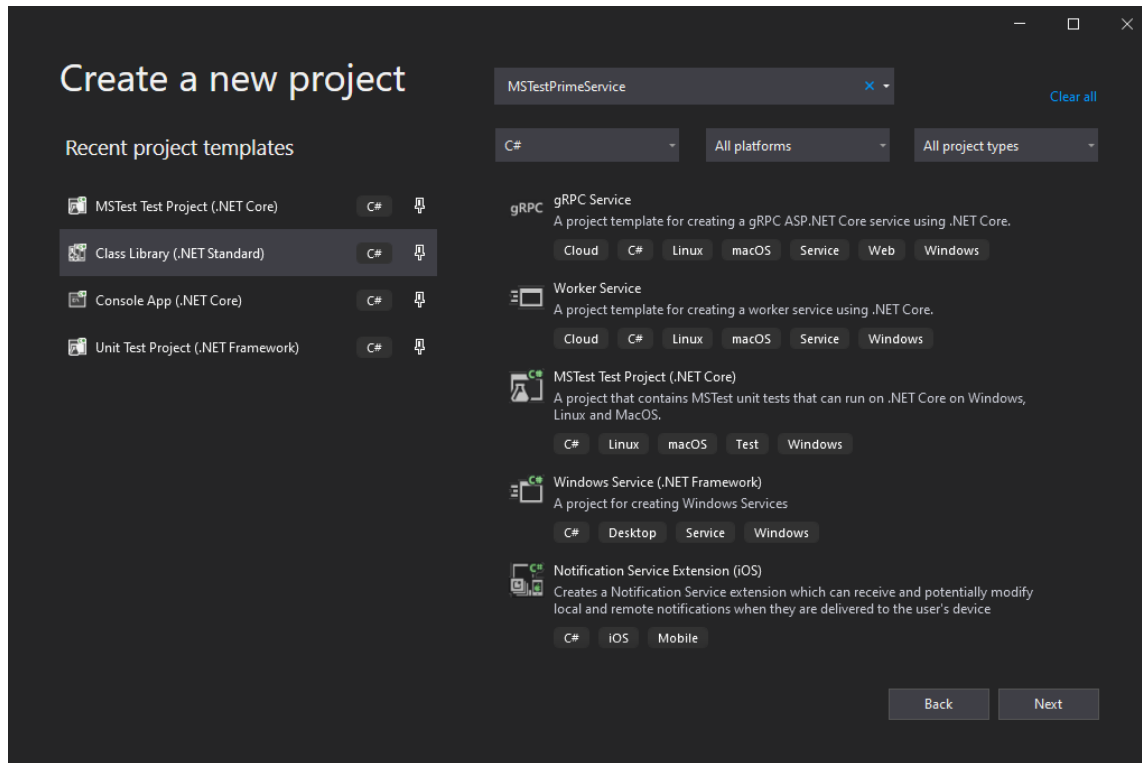 Create a new project
MSTestPrimeService
Clear all
Recent project templates
C#
All platforms
All project types
MSTest Test Project (.NET Core)
C#
Class Library (.NET Standard)
C#
Console App (.NET Core)
C#
Unit Test Project (.NET Framework)
C#
gRPC
gRPC Service
A project template for creating a gRPC ASP.NET Core service using .NET Core.
Cloud C# Linux macOS Service Web Windows
Worker Service
A project template for creating a worker service using .NET Core.
Cloud C# Linux macOS Service Windows
C#
MSTest Test Project (.NET Core)
A project that contains MSTest unit tests that can run on .NET Core on Windows,
Linux and MacOS.
C# Linux macOS Test Windows
C#
Windows Service (.NET Framework)
A project for creating Windows Services
C# Desktop Service Windows
C#
Notification Service Extension (iOS)
Creates a Notification Service extension which can receive and potentially modify
local and remote notifications when they are delivered to the user's device
C# iOS Mobile
Back
Next